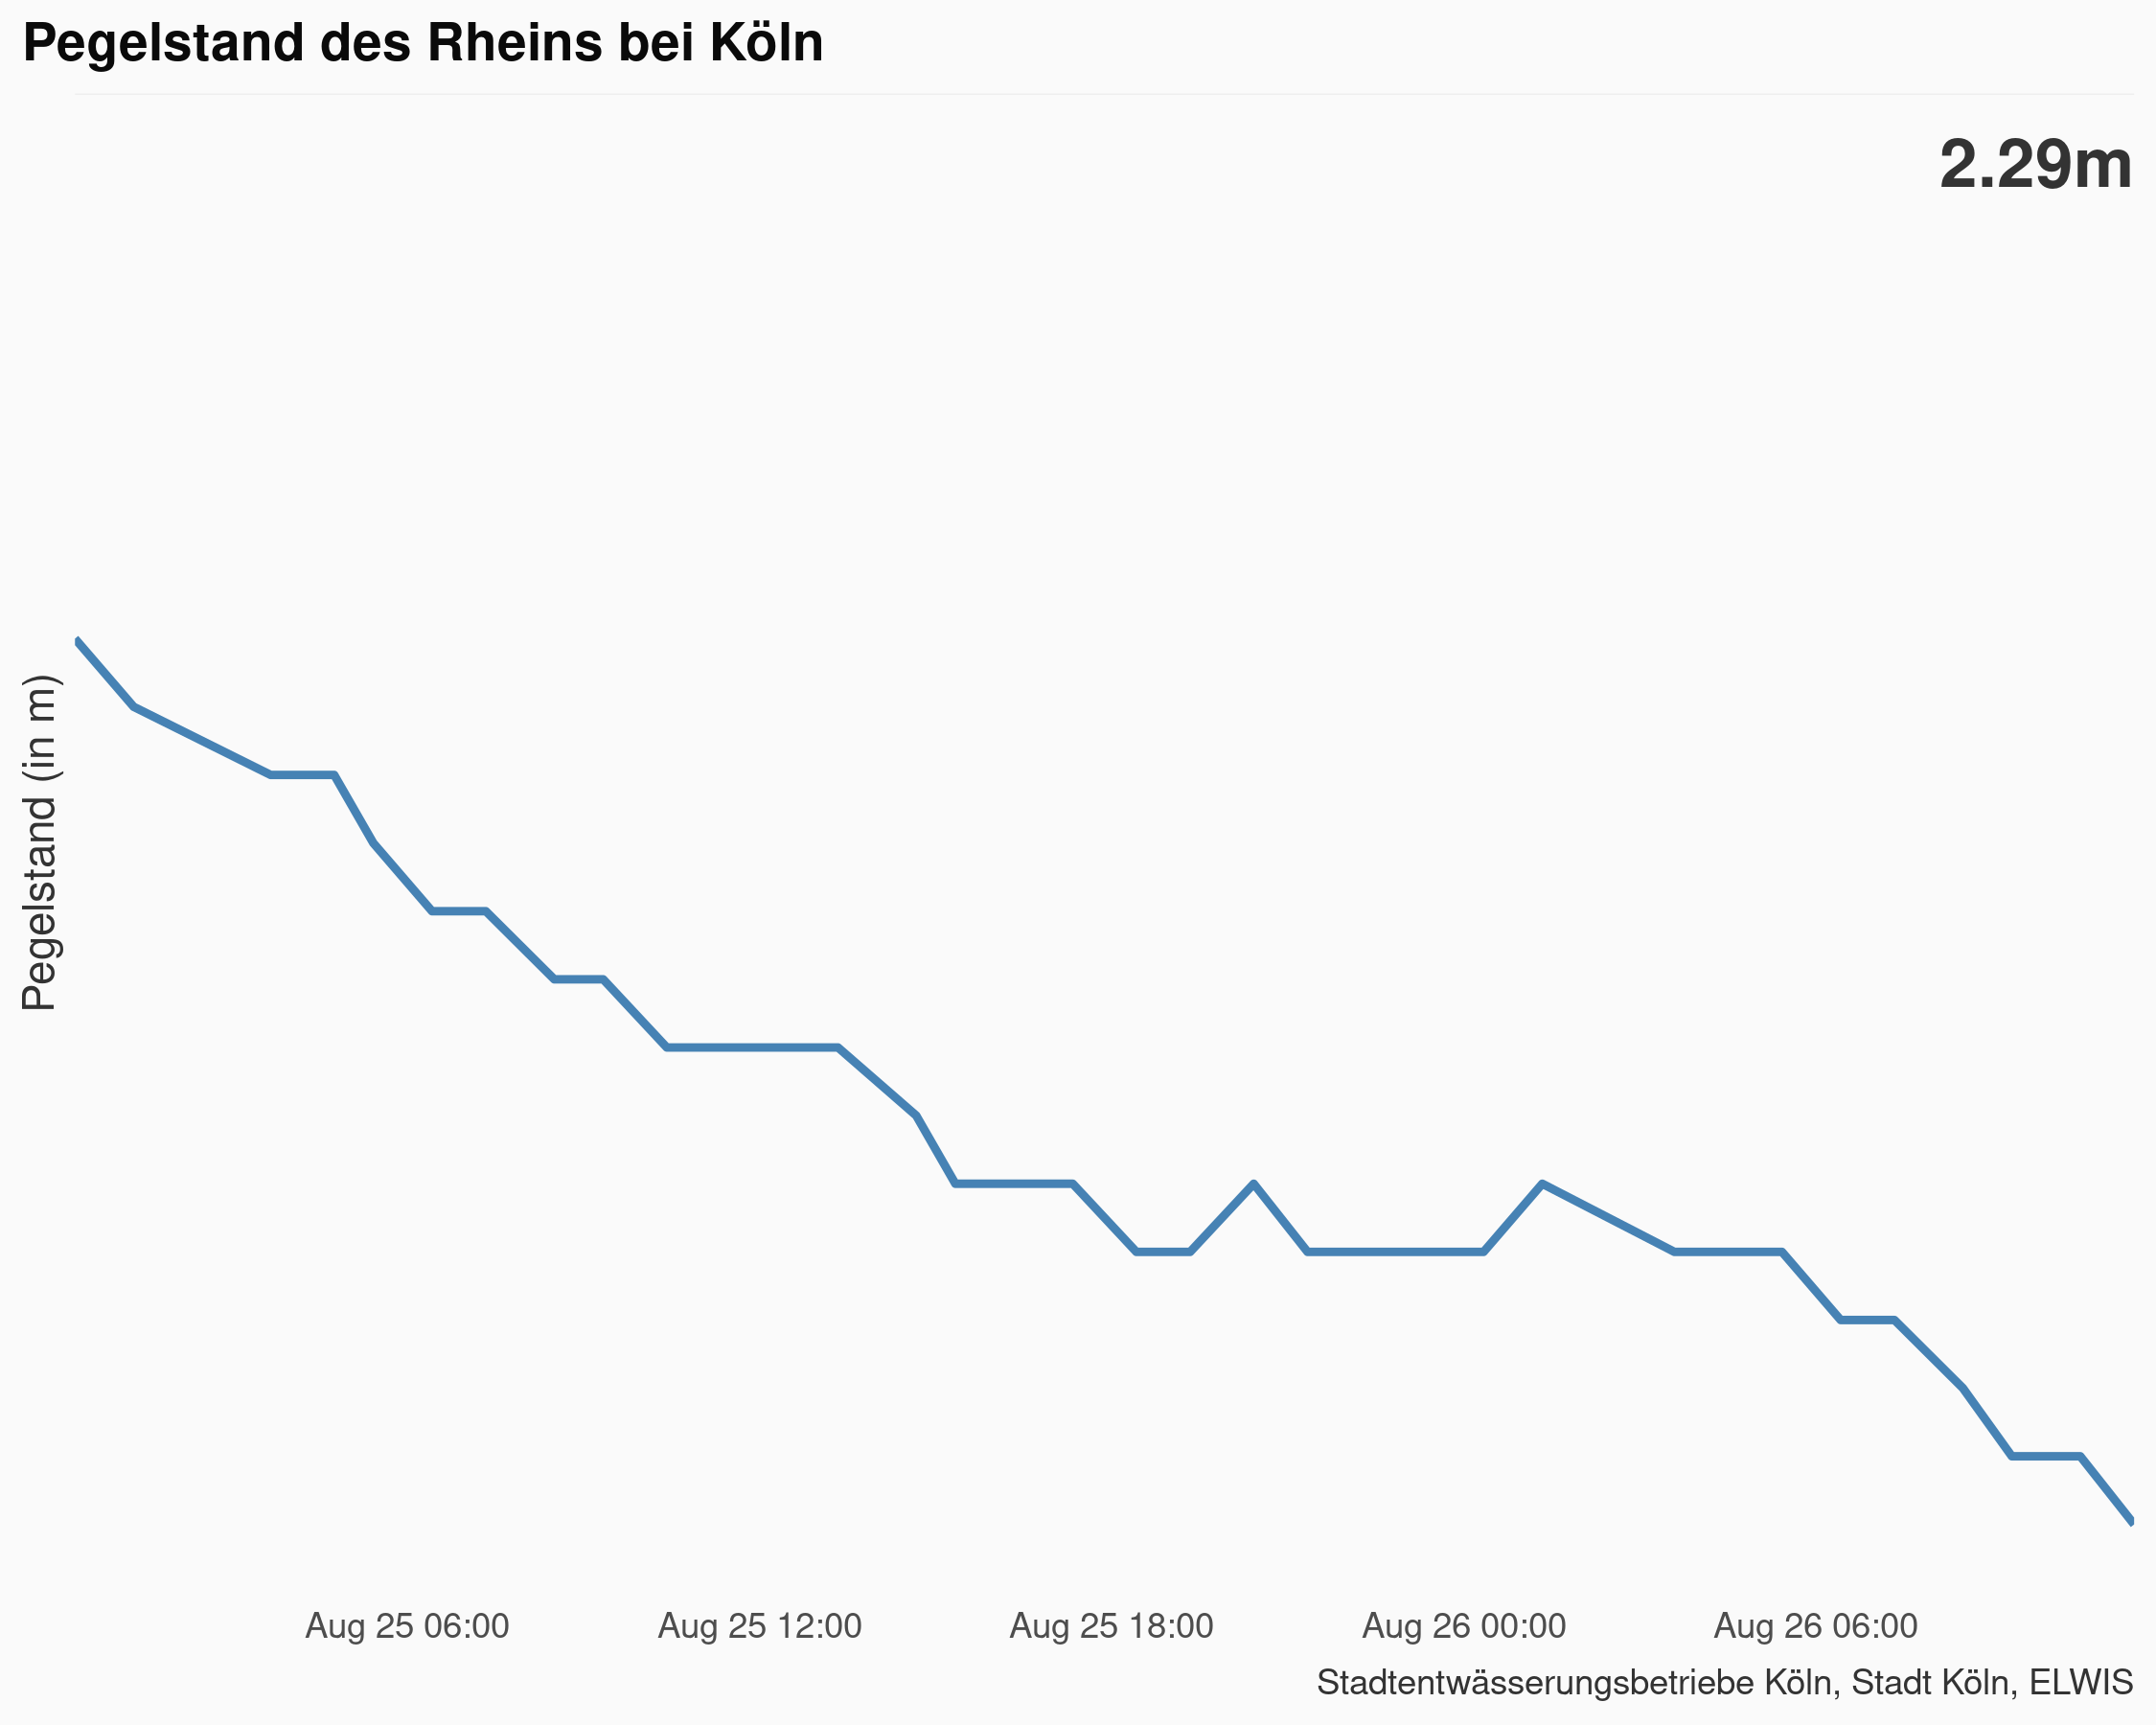 Pegelstand des Rheins bei Köln
2.29m
Pegelstand (in m)
Aug 25 06:00 Aug 25 12:00 Aug 25 18:00 Aug 26 00:00 Aug 26 06:00
Stadtentwässerungsbetriebe Köln, Stadt Köln, ELWIS